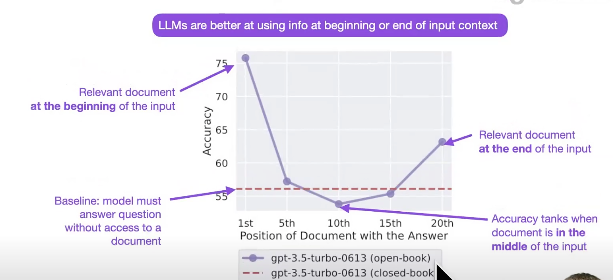 LLMs are better at using info at beginning or end of input context
Relevant document
at the beginning of the input
Baseline: model must
answer question
without access to a
document
Accuracy
75
70
65
60
55
1st 5th 10th 15th 20th
Position of Document with the Answer
gpt-3.5-turbo-0613 (open-book)
gpt-3.5-turbo-0613 (closed-book
Relevant document
at the end of the input
Accuracy tanks when
document is in the
middle of the input